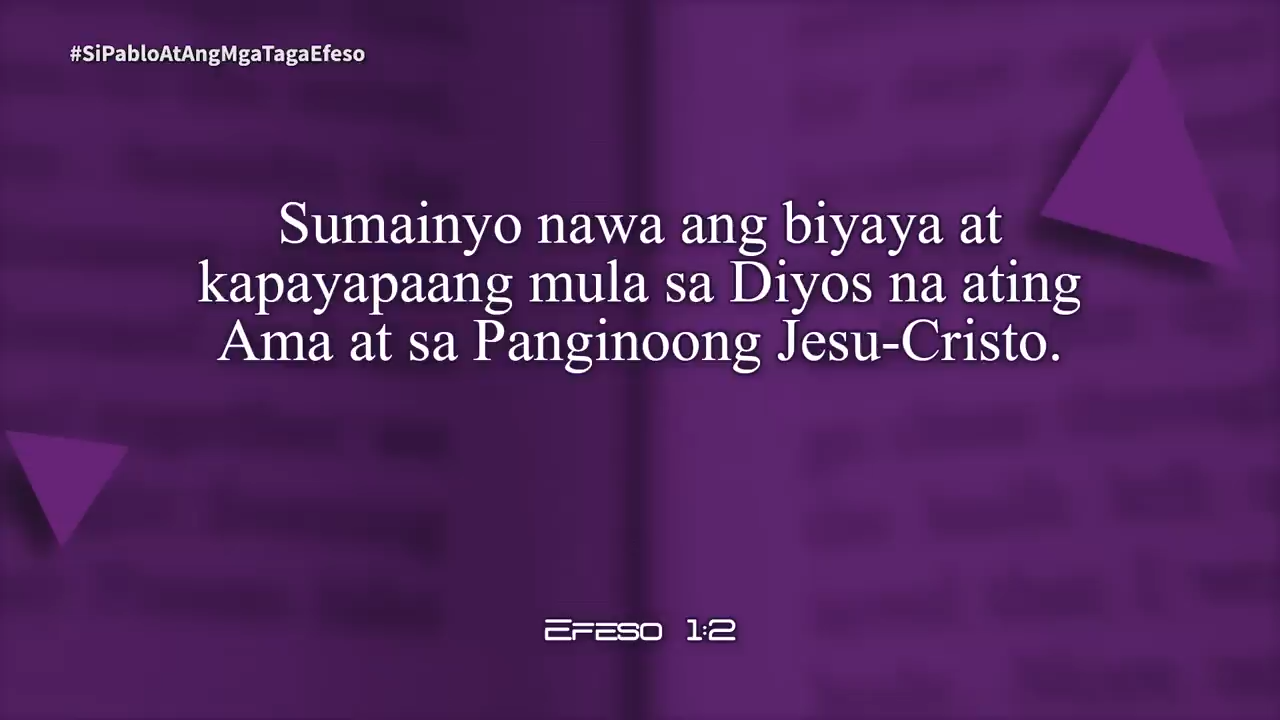 #SiPabloAtAngMgaTagaEfeso
Sumainyo nawa ang biyaya at
kapayapaang mula sa Diyos na ating
Ama at sa Panginoong Jesu-Cristo.
Efeso 1:2